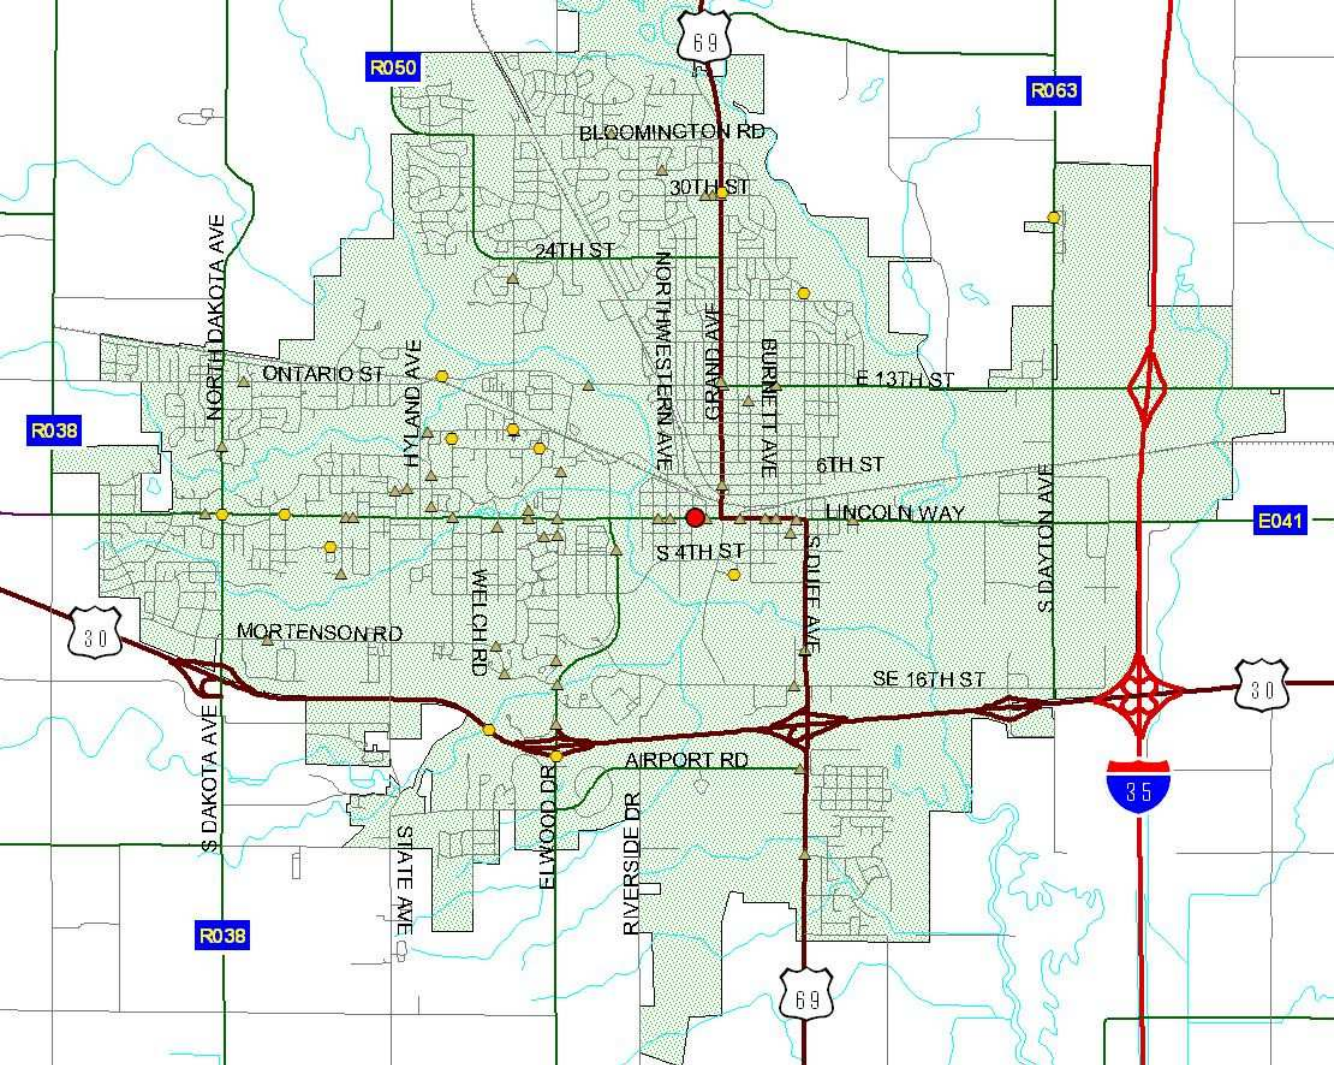 69
R050
R063
BLOOMINGTON RD
30TH ST
24TH ST
NORTH DAKOTA AVE
NORTHWESTERN AVE
GRAND AVE
BURNETT AVE
HYLAND AVE
ONTARIO ST
E 13TH ST
R038
6TH ST
S DAYTON AVE
LINCOLN WAY
E041
S 4TH ST
S DUFF AVE
WELCH RD
30
MORTENSON RD
SE 16TH ST
30
S DAKOTA AVE
AIRPORT RD
35
ELWOOD DR
RIVERSIDE DR
STATE AVE
R038
69